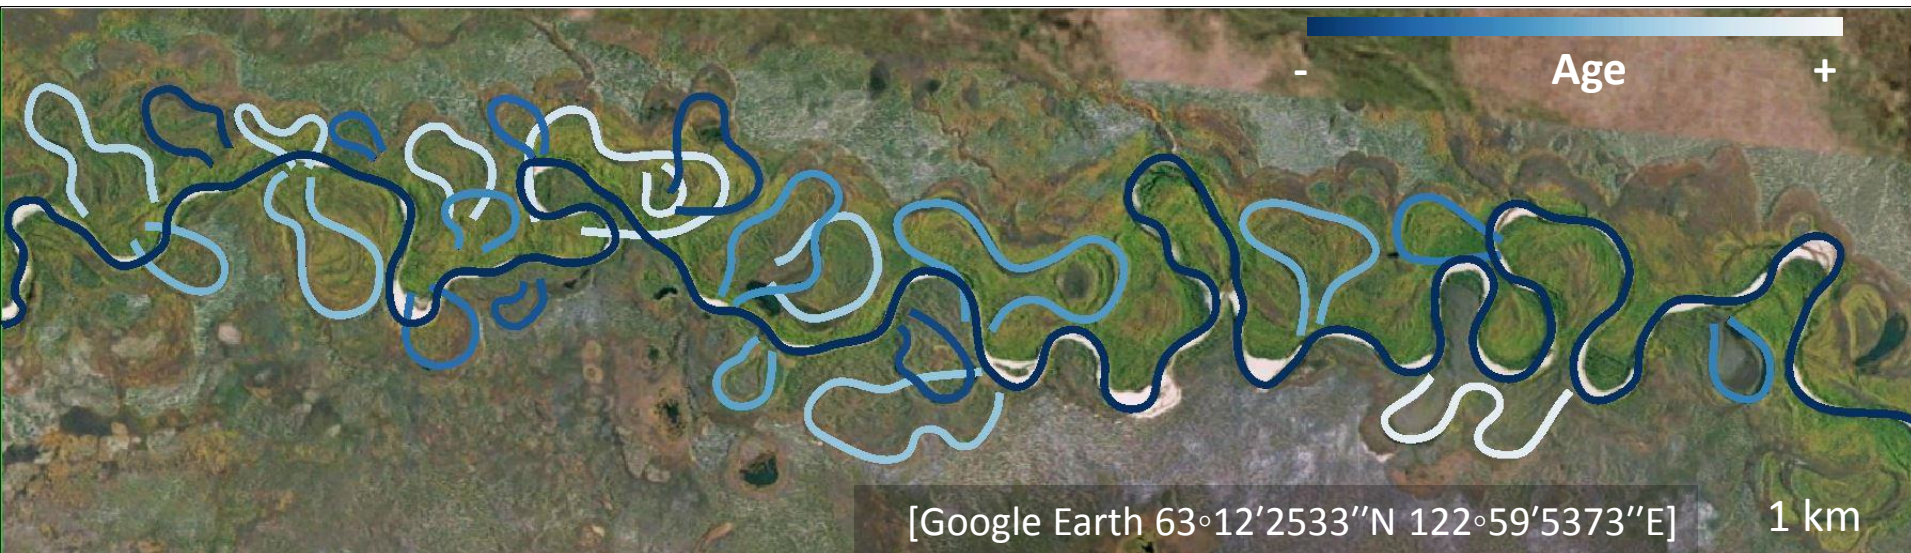 - Age +
[Google Earth 63◦12’2533’’N 122◦59’5373’’E]
1 km